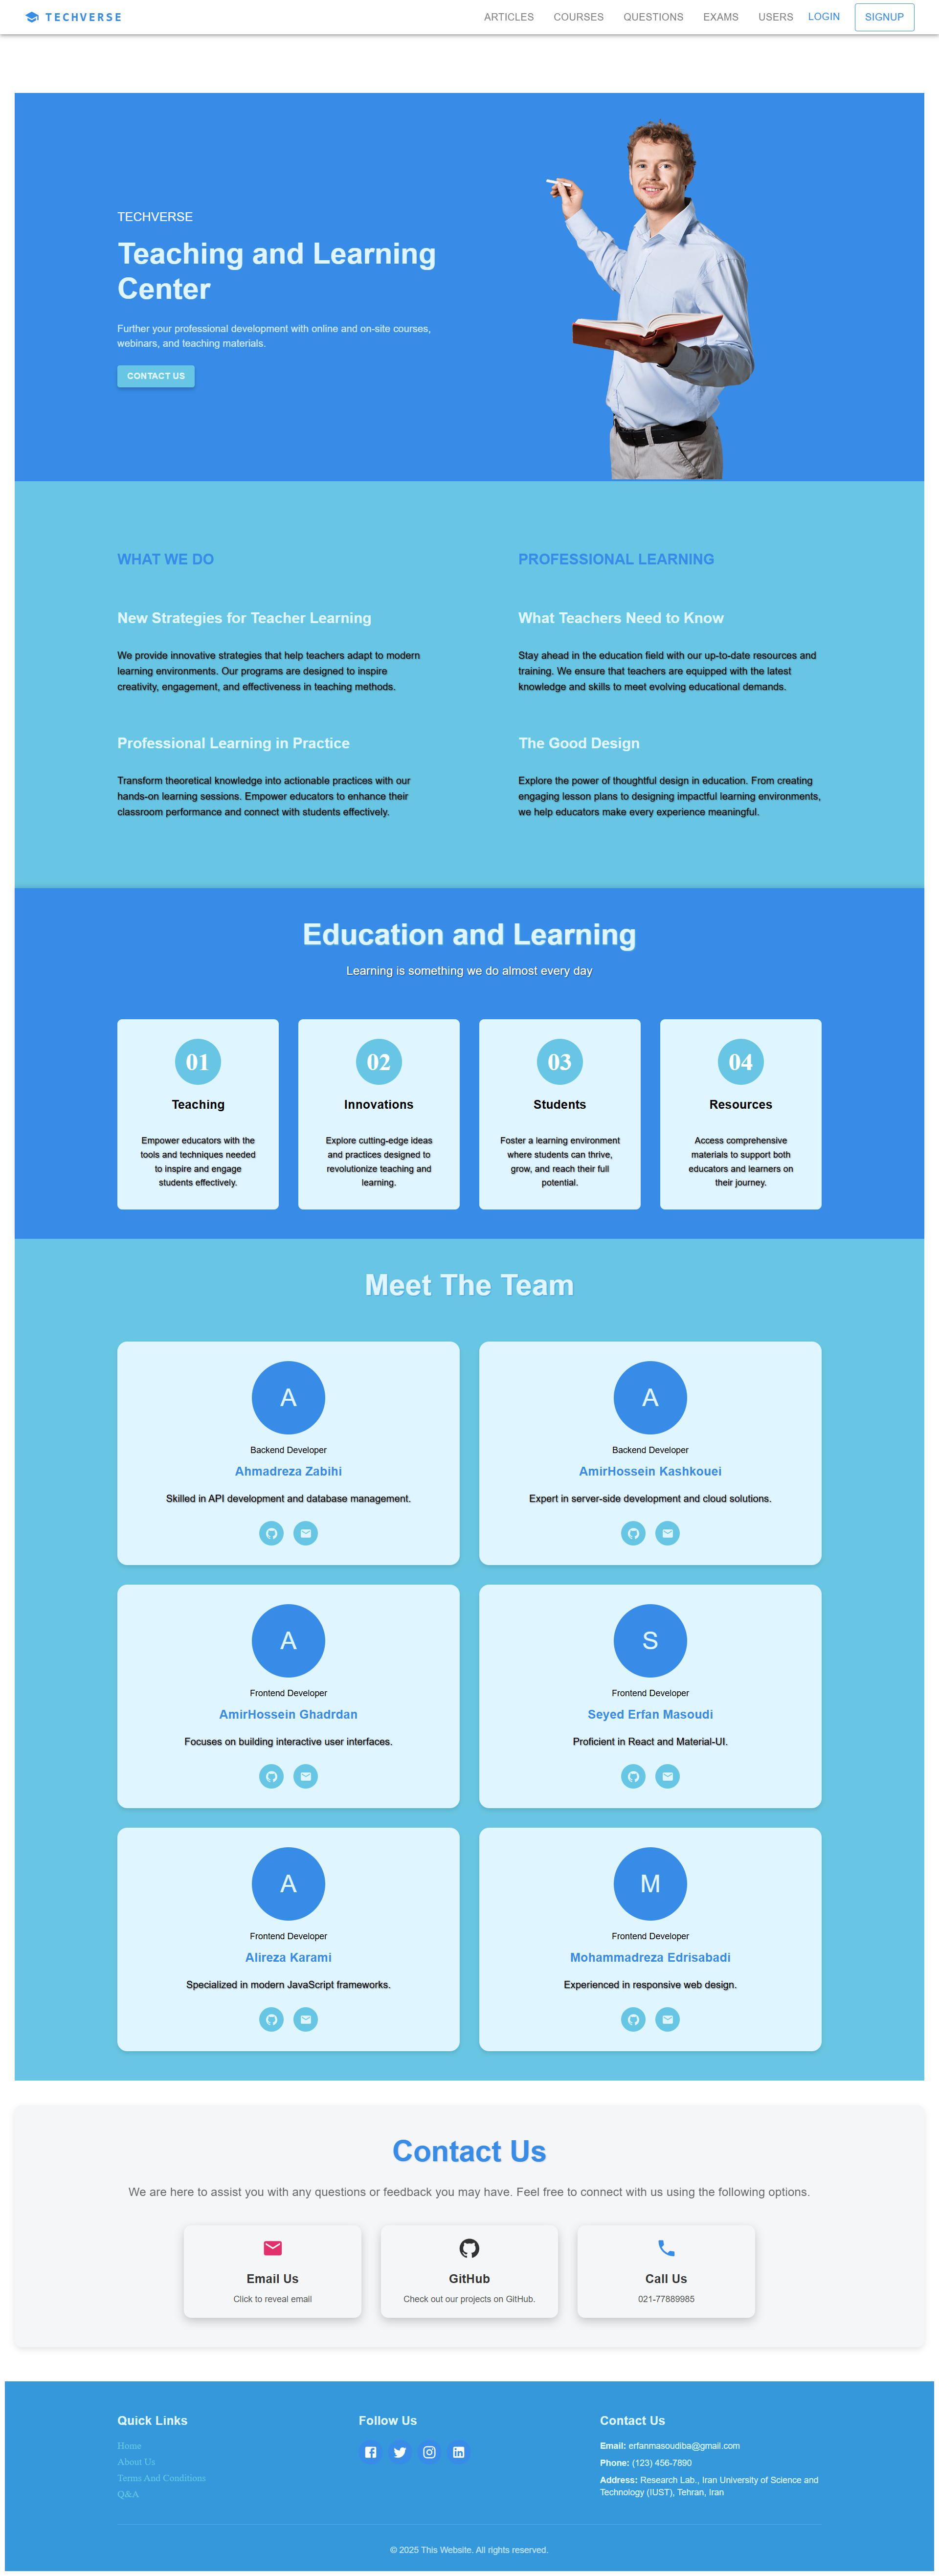 TECHVERSE
ARTICLES COURSES QUESTIONS EXAMS USERS LOGIN SIGNUP
TECHVERSE
Teaching and Learning
Center
Further your professional development with online and on-site courses,
webinars, and teaching materials.
CONTACT US
WHAT WE DO
New Strategies for Teacher Learning
We provide innovative strategies that help teachers adapt to modern
learning environments. Our programs are designed to inspire
creativity, engagement, and effectiveness in teaching methods.
Professional Learning in Practice
Transform theoretical knowledge into actionable practices with our
hands-on learning sessions. Empower educators to enhance their
classroom performance and connect with students effectively.
PROFESSIONAL LEARNING
What Teachers Need to Know
Stay ahead in the education field with our up-to-date resources and
training. We ensure that teachers are equipped with the latest
knowledge and skills to meet evolving educational demands.
The Good Design
Explore the power of thoughtful design in education. From creating
engaging lesson plans to designing impactful learning environments,
we help educators make every experience meaningful.
Education and Learning
Learning is something we do almost every day
01
Teaching
Empower educators with the
tools and techniques needed
to inspire and engage
students effectively.
02
Innovations
Explore cutting-edge ideas
and practices designed to
revolutionize teaching and
learning.
03
Students
Foster a learning environment
where students can thrive,
grow, and reach their full
potential.
04
Resources
Access comprehensive
materials to support both
educators and learners on
their journey.
Meet The Team
A
Backend Developer
Ahmadreza Zabihi
Skilled in API development and database management.
A
Backend Developer
AmirHossein Kashkouei
Expert in server-side development and cloud solutions.
A
Frontend Developer
AmirHossein Ghadrdan
Focuses on building interactive user interfaces.
S
Frontend Developer
Seyed Erfan Masoudi
Proficient in React and Material-UI.
A
Frontend Developer
Alireza Karami
Specialized in modern JavaScript frameworks.
M
Frontend Developer
Mohammadreza Edrisabadi
Experienced in responsive web design.
Contact Us
We are here to assist you with any questions or feedback you may have. Feel free to connect with us using the following options.
Email Us
Click to reveal email
GitHub
Check out our projects on GitHub.
Call Us
021-77889985
Quick Links
Home
About Us
Terms And Conditions
Q&A
Follow Us
Contact Us
Email: erfanmasoudiba@gmail.com
Phone: (123) 456-7890
Address: Research Lab., Iran University of Science and
Technology (IUST), Tehran, Iran
© 2025 This Website. All rights reserved.